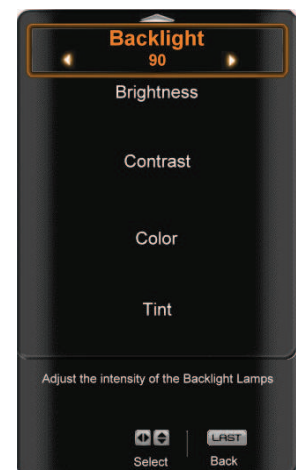 Backlight
90
Brightness
Contrast
Color
Tint
Adjust the intensity of the Backlight Lamps
LAST
Select Back